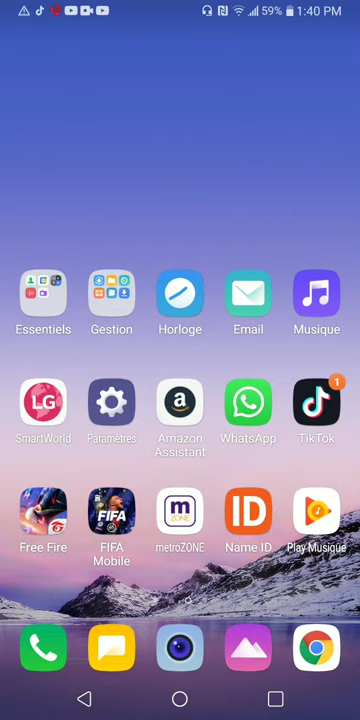 59% 1:40 PM
Essentiels Gestion Horloge Email Musique
1
LG
SmartWorld Paramètres Amazon Assistant WhatsApp TikTok
FIFA
m ZONE
ID
Free Fire FIFA Mobile metroZONE Name ID Play Musique